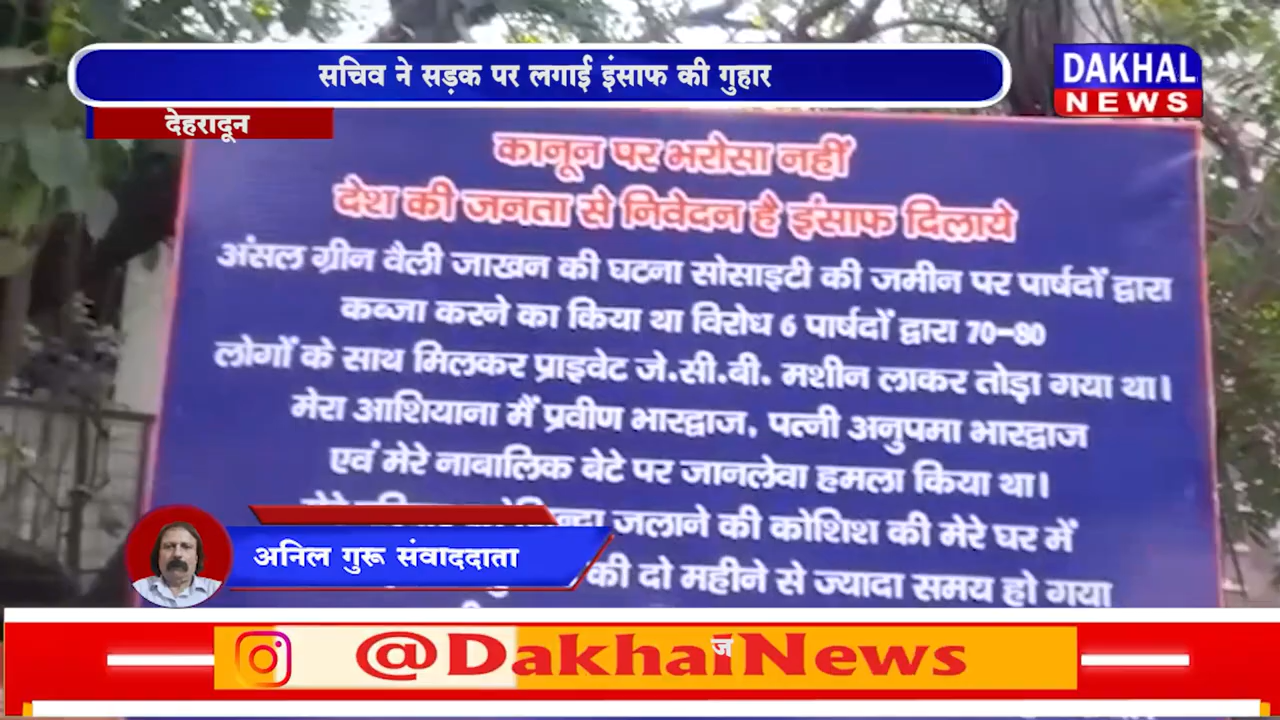 सचिव ने सड़क पर लगाई इंसाफ की गुहार
DAKHAL
NEWS
देहरादून
कानून पर भरोसा नहीं
देश की जनता से निवेदन है इंसाफ दिलाये
अंसल ग्रीन वैली जाखन की घटना सोसाइटी की जमीन पर पार्षदों द्वारा
कब्जा करने का किया था विरोध 6 पार्षदों द्वारा 70-80
लोगों के साथ मिलकर प्राइवेट जे.सी.बी. मशीन लाकर तोड़ा गया था।
मेरा आशियाना मैं प्रवीण भारद्वाज, पत्नी अनुपमा भारद्वाज
एवं मेरे नाबालिक बेटे पर जानलेवा हमला किया था।
जलाने की कोशिश की मेरे घर में
की दो महीने से ज्यादा समय हो गया
अनिल गुरू संवाददाता
@DakhalNews
ज